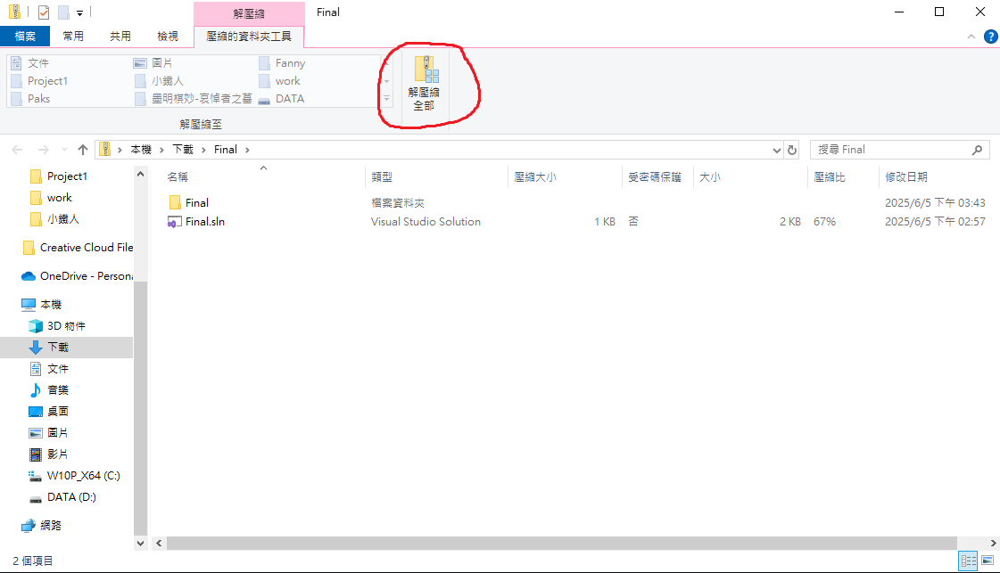 解壓縮
Final
檔案
常用
共用
檢視
壓縮的資料夾工具
?
文件
圖片
Fanny
Project1
小鐵人
work
Paks
墨明棋妙-哀悼者之墓
DATA
解壓縮至
解壓縮
全部
本機 > 下載 > Final >
搜尋 Final
Project1
work
小鐵人
Creative Cloud File
OneDrive - Persona
本機
3D 物件
下載
文件
音樂
桌面
圖片
影片
W10P_X64 (C:)
DATA (D:)
網路
名稱 類型 壓縮大小 受密碼保護 大小 壓縮比 修改日期
Final 檔案資料夾 2025/6/5 下午 03:43
Final.sln Visual Studio Solution 1 KB 否 2 KB 67% 2025/6/5 下午 02:57
2 個項目